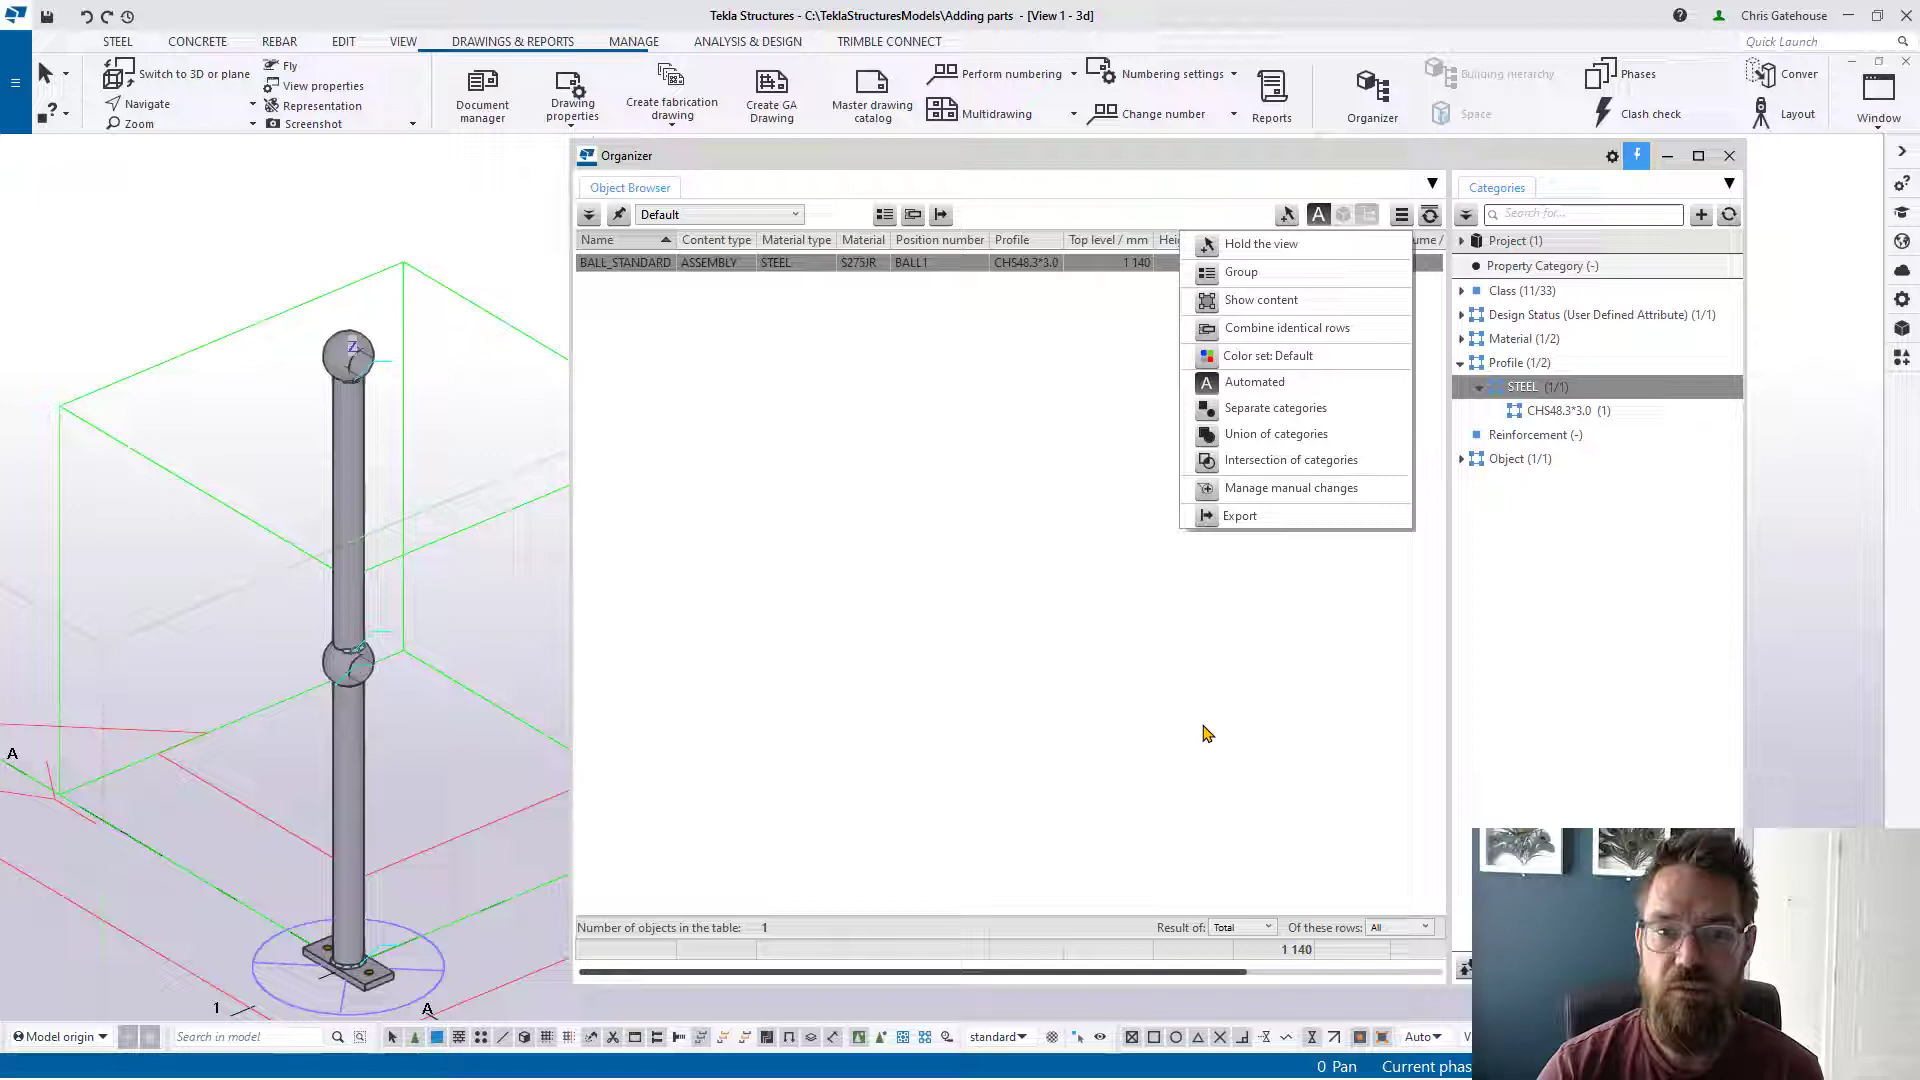 Tekla Structures - C:\TeklaStructuresModels\Adding parts - [View 1 - 3d]
Chris Gatehouse
STEEL CONCRETE REBAR EDIT VIEW DRAWINGS & REPORTS MANAGE ANALYSIS & DESIGN TRIMBLE CONNECT
Quick Launch
Switch to 3D or plane
Navigate
Zoom
Fly
View properties
Representation
Screenshot
Document manager
Drawing properties
Create fabrication drawing
Create GA Drawing
Master drawing catalog
Perform numbering
Multidrawing
Numbering settings
Change number
Reports
Organizer
Building hierarchy
Space
Phases
Clash check
Conver
Layout
Window
Organizer
Object Browser
Default
Name Content type Material type Material Position number Profile Top level / mm Hei ume /
BALL_STANDARD ASSEMBLY STEEL S275JR BALL1 CHS48.3*3.0 1 140
Hold the view
Group
Show content
Combine identical rows
Color set: Default
A Automated
Separate categories
Union of categories
Intersection of categories
Manage manual changes
Export
Categories
Search for...
Project (1)
Property Category (-)
Class (11/33)
Design Status (User Defined Attribute) (1/1)
Material (1/2)
Profile (1/2)
STEEL (1/1)
CHS48.3*3.0 (1)
Reinforcement (-)
Object (1/1)
Z
A
1
A
Number of objects in the table: 1
Result of: Total Of these rows: All
1 140
Model origin
Search in model
standard
Auto
V
0 Pan Current phas